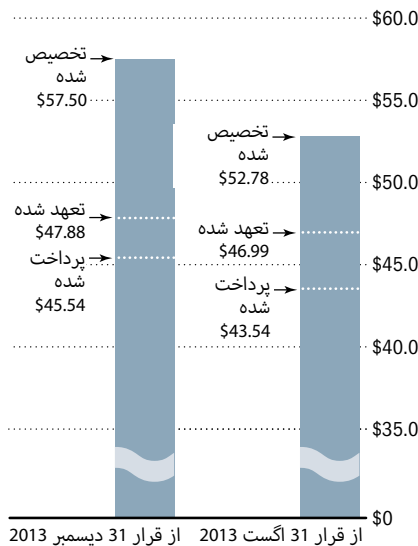 $60.0
$55.0
$50.0
$45.0
$40.0
$35.0
$0
تخصیص
شده
$52.78
تعهد شده
$46.99
پرداخت
شده
$43.54
از قرار 31 اگست 2013
تخصیص
شده
$57.50
تعهد شده
$47.88
پرداخت
شده
$45.54
از قرار 31 دیسمبر 2013